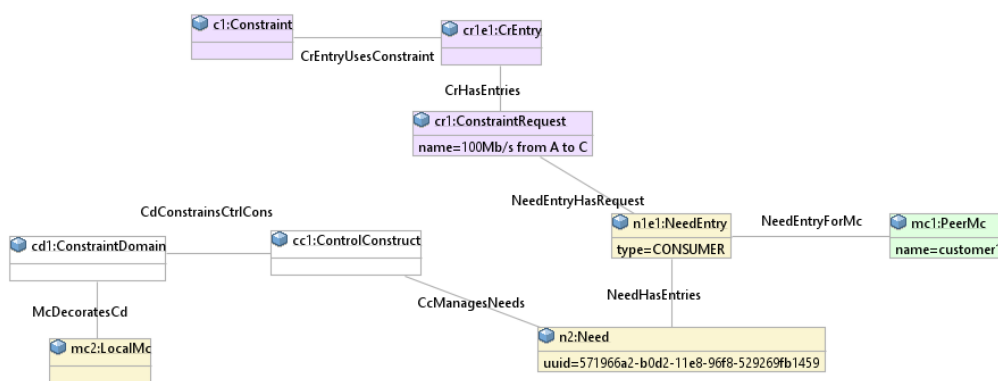 c1:Constraint
cr1e1:CrEntry
CrEntryUsesConstraint
CrHasEntries
cr1:ConstraintRequest
name=100Mb/s from A to C
NeedEntryHasRequest
CdConstrainsCtrlCons
n1e1:NeedEntry
NeedEntryForMc
mc1:PeerMc
type=CONSUMER
name=customer1
cd1:ConstraintDomain
cc1:ControlConstruct
NeedHasEntries
CcManagesNeeds
McDecoratesCd
n2:Need
mc2:LocalMc
uuid=571966a2-b0d2-11e8-96f8-529269fb1459